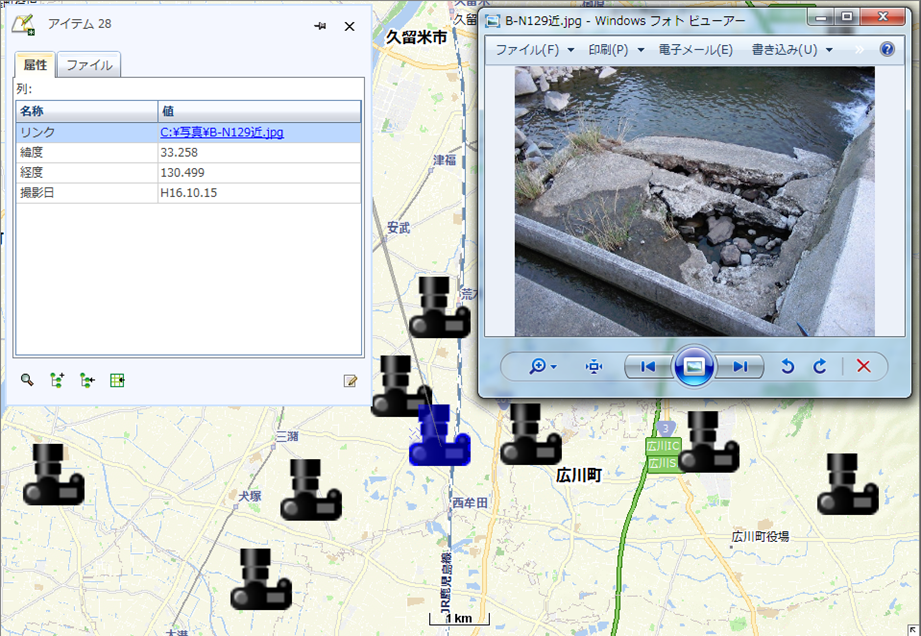 アイテム 28
属性
ファイル
列:
名称 値
リンク C:¥写真¥B-N129近.jpg
緯度 33.258
経度 130.499
撮影日 H16.10.15
B-N129近.jpg - Windows フォト ビューアー
ファイル(F) 印刷(P) 電子メール(E) 書き込み(U) »
久留米市
津福
安武
三潴
犬塚
西牟田
JR鹿児島線
広川町
3
広川IC
広川町役場
1 km